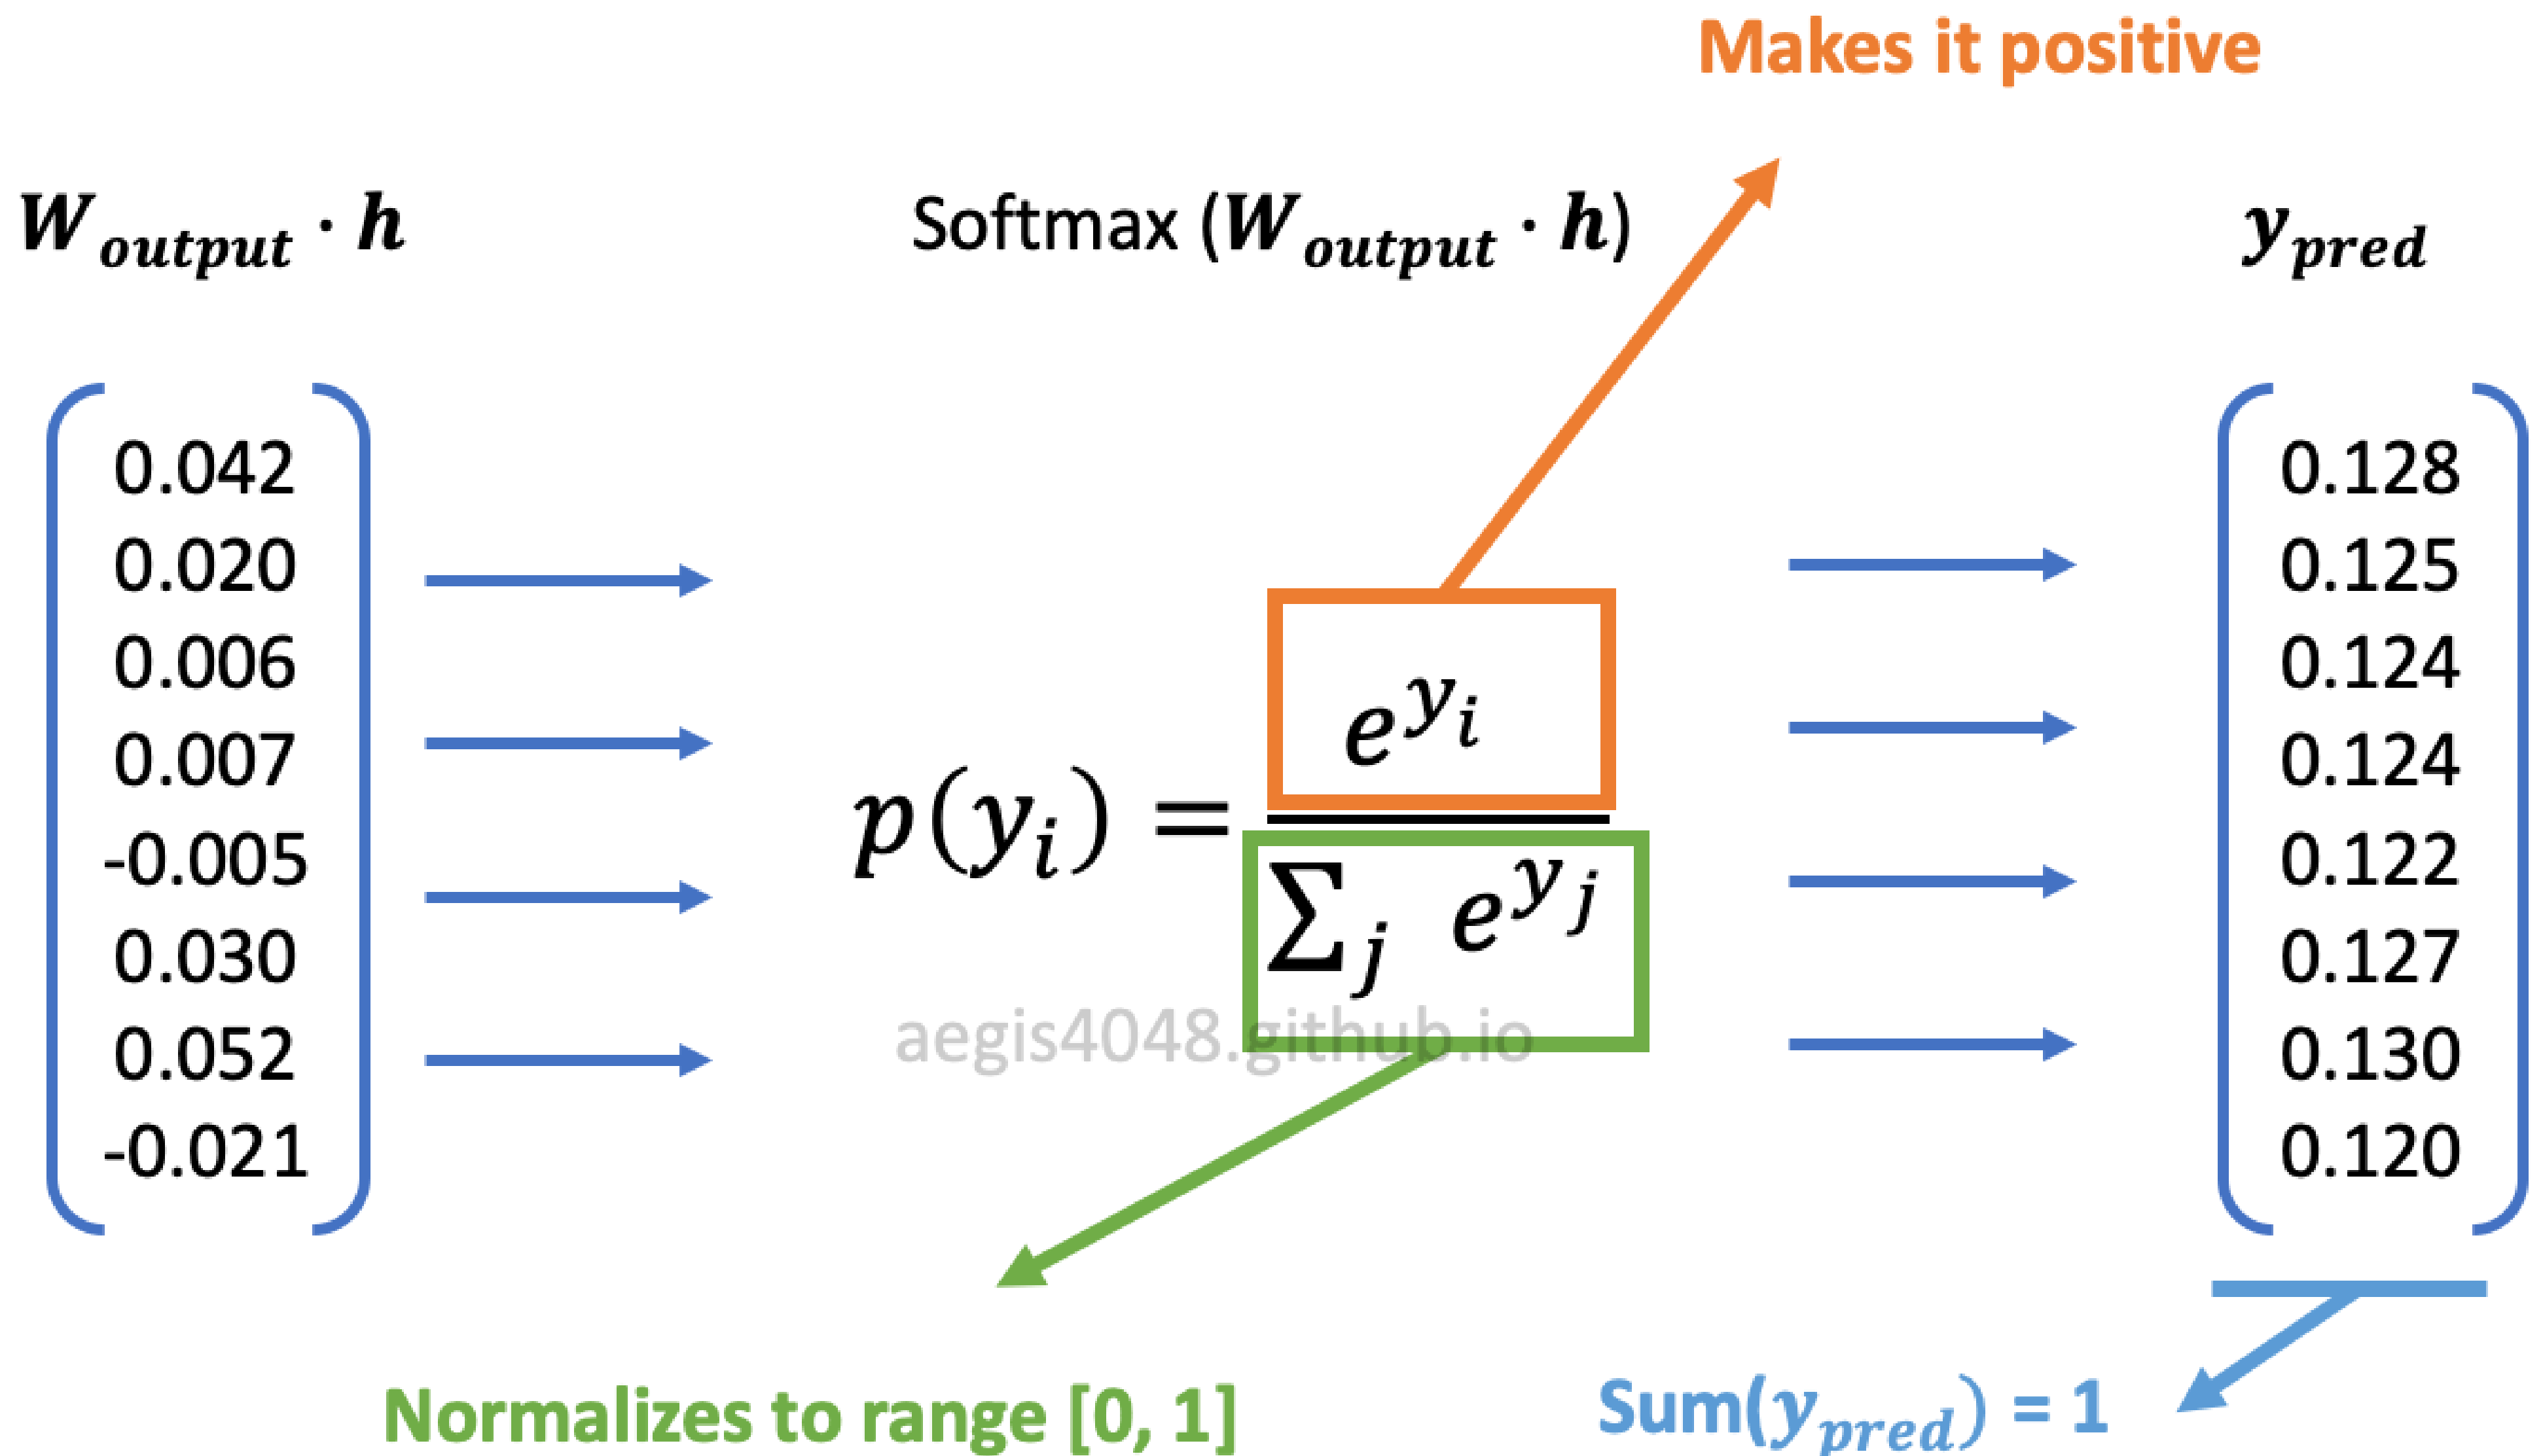 Makes it positive
W_output · h
Softmax (W_output · h)
y_pred
0.042
0.020
0.006
0.007
-0.005
0.030
0.052
-0.021
p(y_i) = e^{y_i} / ∑_j e^{y_j}
0.128
0.125
0.124
0.124
0.122
0.127
0.130
0.120
aegis4048.github.io
Normalizes to range [0, 1]
Sum(y_pred) = 1